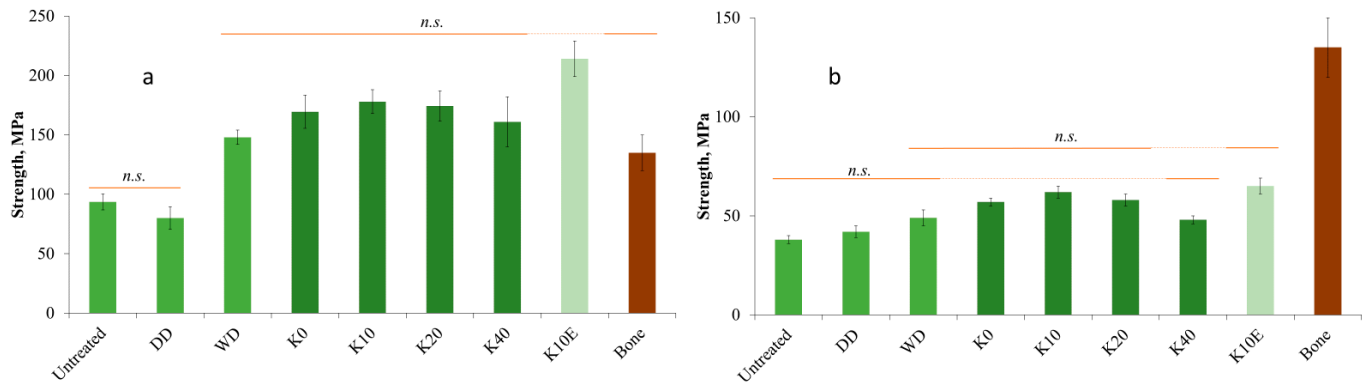 Strength, MPa
250
200
150
100
50
0
a
n.s.
n.s.
Untreated
DD
WD
K0
K10
K20
K40
K10E
Bone
Strength, MPa
150
100
50
0
b
n.s.
n.s.
Untreated
DD
WD
K0
K10
K20
K40
K10E
Bone